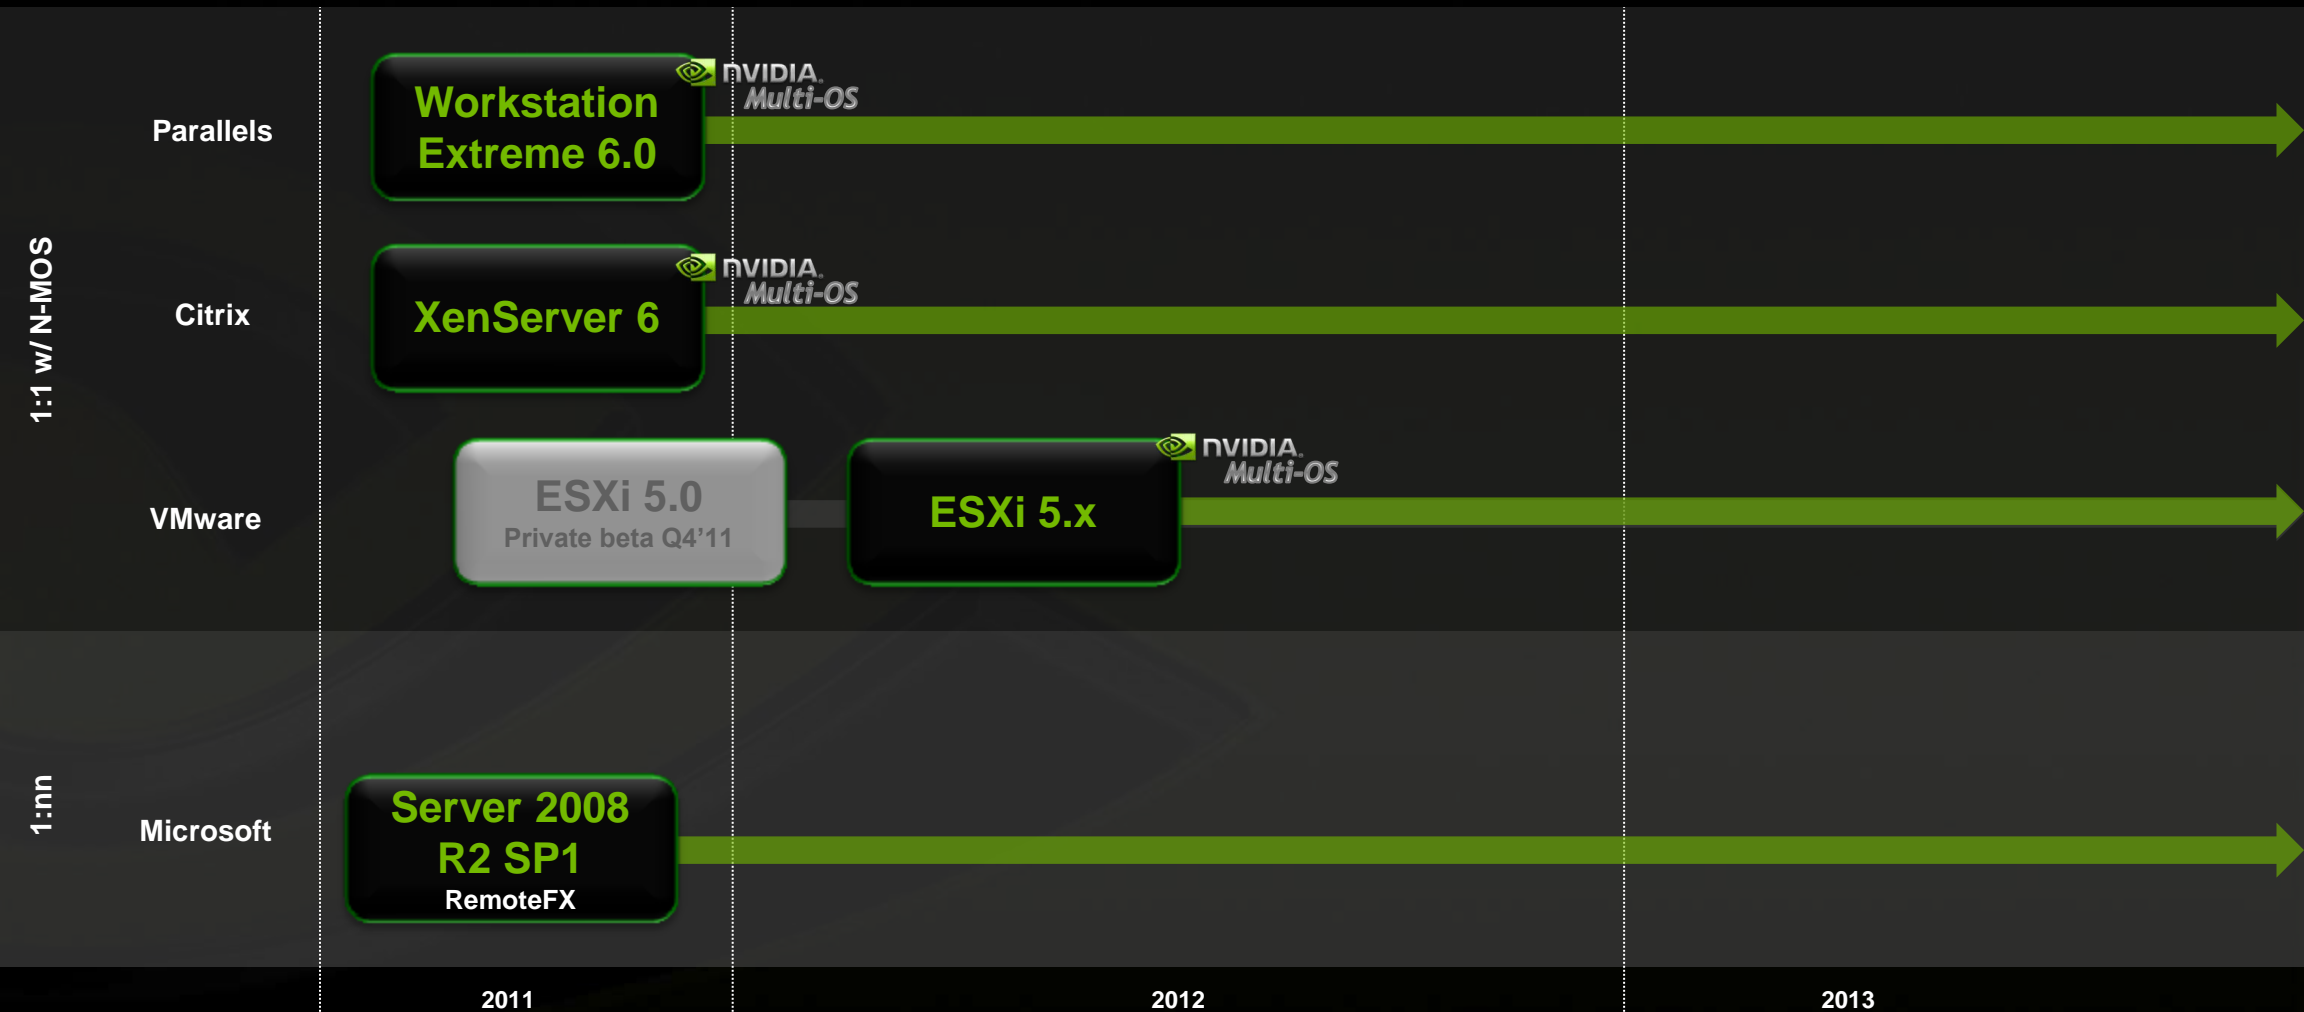 1:1 w/ N-MOS
Parallels
Workstation
Extreme 6.0
NVIDIA.
Multi-OS
Citrix
XenServer 6
NVIDIA.
Multi-OS
VMware
ESXi 5.0
Private beta Q4’11
ESXi 5.x
NVIDIA.
Multi-OS
1:nn
Microsoft
Server 2008
R2 SP1
RemoteFX
2011
2012
2013